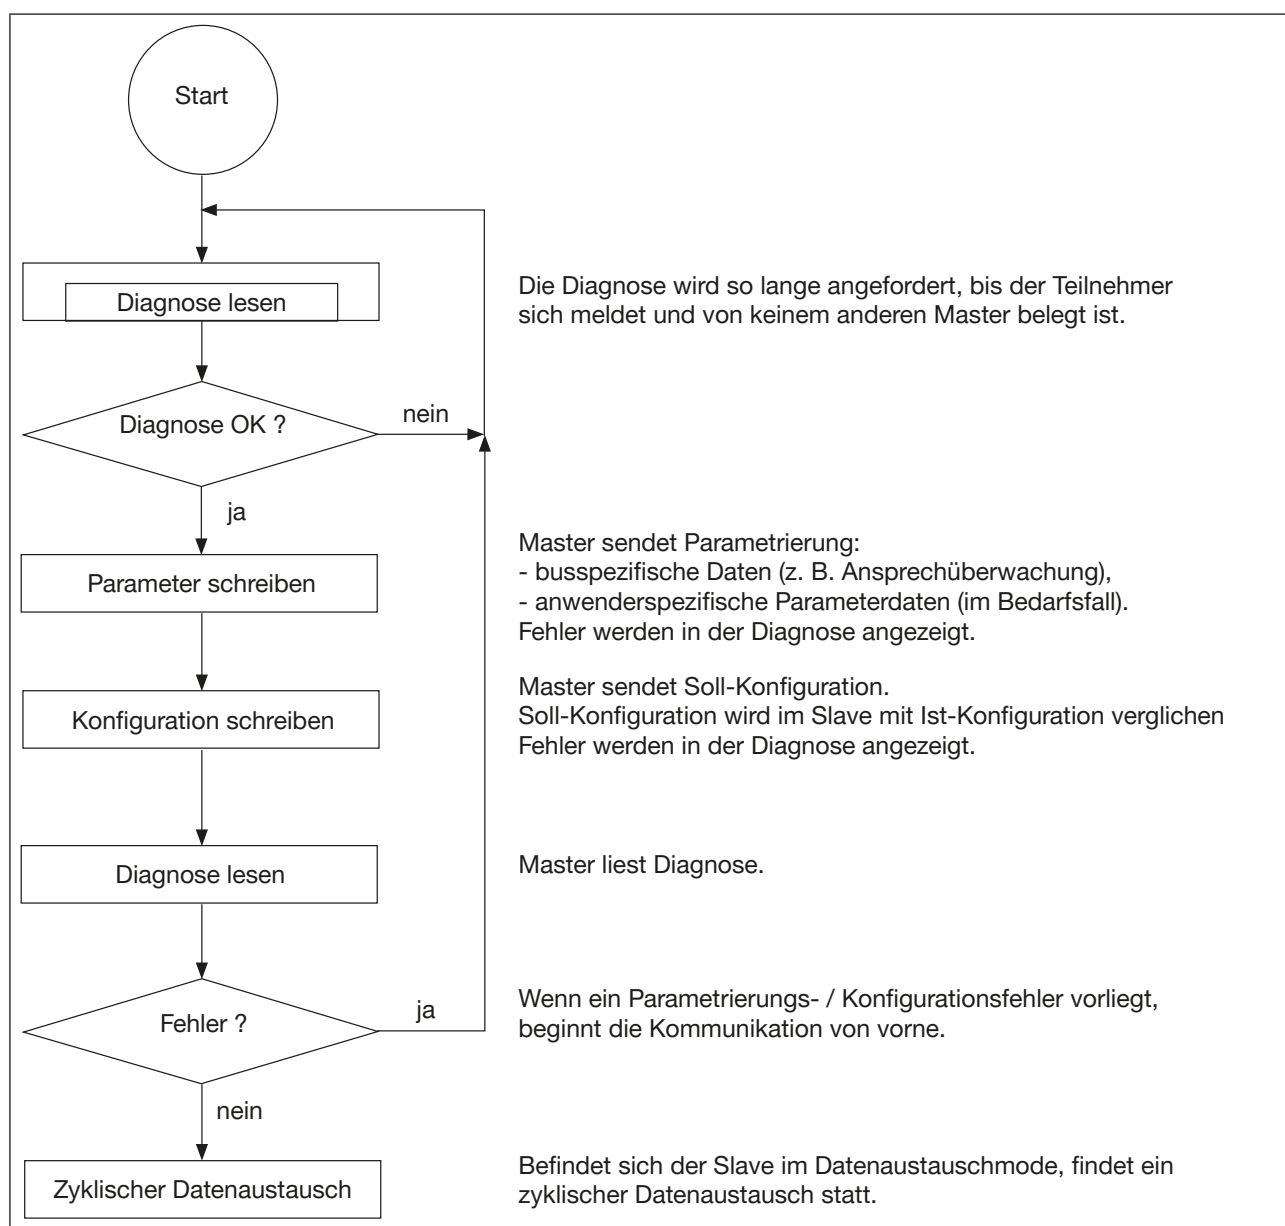 Start
Diagnose lesen
Die Diagnose wird so lange angefordert, bis der Teilnehmer
sich meldet und von keinem anderen Master belegt ist.
Diagnose OK ?
nein
ja
Parameter schreiben
Master sendet Parametrierung:
- busspezifische Daten (z. B. Ansprechüberwachung),
- anwenderspezifische Parameterdaten (im Bedarfsfall).
Fehler werden in der Diagnose angezeigt.
Konfiguration schreiben
Master sendet Soll-Konfiguration.
Soll-Konfiguration wird im Slave mit Ist-Konfiguration verglichen
Fehler werden in der Diagnose angezeigt.
Diagnose lesen
Master liest Diagnose.
Fehler ?
ja
Wenn ein Parametrierungs- / Konfigurationsfehler vorliegt,
beginnt die Kommunikation von vorne.
nein
Zyklischer Datenaustausch
Befindet sich der Slave im Datenaustauschmode, findet ein
zyklischer Datenaustausch statt.